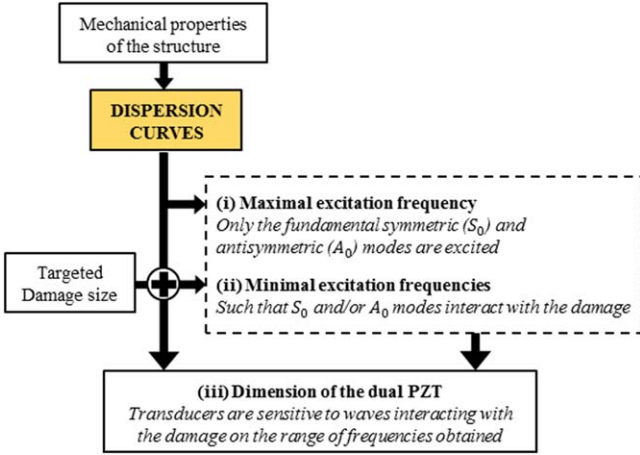 Mechanical properties
of the structure
DISPERSION
CURVES
(i) Maximal excitation frequency
Only the fundamental symmetric (S₀) and
antisymmetric (A₀) modes are excited
Targeted
Damage size
(ii) Minimal excitation frequencies
Such that S₀ and/or A₀ modes interact with the damage
(iii) Dimension of the dual PZT
Transducers are sensitive to waves interacting with
the damage on the range of frequencies obtained